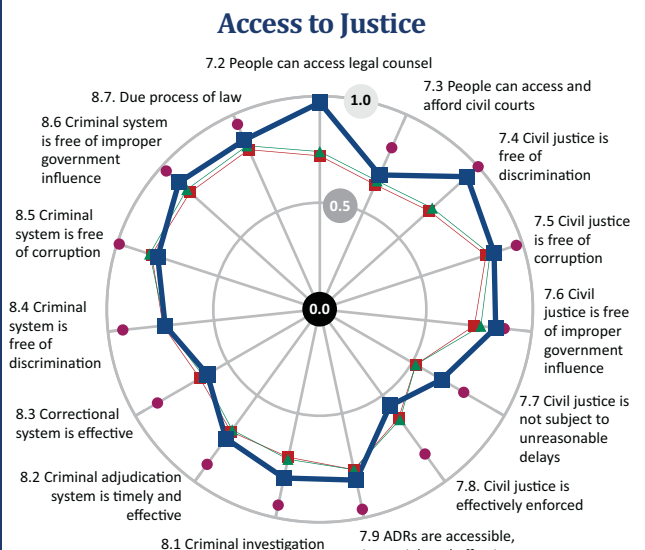 Access to Justice
7.2 People can access legal counsel
7.3 People can access and
afford civil courts
7.4 Civil justice is
free of
discrimination
7.5 Civil justice
is free of
corruption
7.6 Civil
justice is free
of improper
government
influence
7.7 Civil justice is
not subject to
unreasonable
delays
7.8. Civil justice is
effectively enforced
7.9 ADRs are accessible,
8.1 Criminal investigation
8.2 Criminal adjudication
system is timely and
effective
8.3 Correctional
system is effective
8.4 Criminal
system is
free of
discrimination
8.5 Criminal
system is free
of corruption
8.6 Criminal system
is free of improper
government
influence
8.7. Due process of law
1.0
0.5
0.0